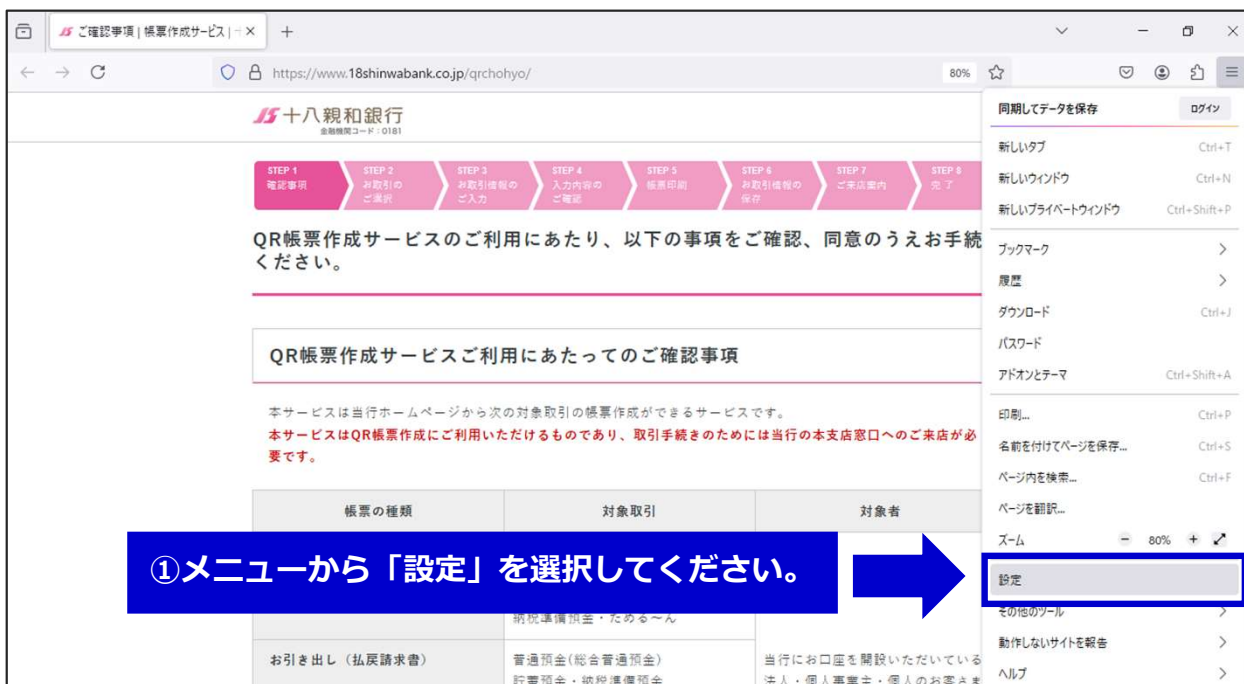 ご確認事項 | 帳票作成サービス |
https://www.18shinwabank.co.jp/qrchohyo/
80%
十八親和銀行
金融機関コード：0181
STEP 1
確認事項
STEP 2
お取引の
ご選択
STEP 3
お取引情報の
ご入力
STEP 4
入力内容の
ご確認
STEP 5
帳票印刷
STEP 6
お取引情報の
保存
STEP 7
ご来店案内
STEP 8
完了
QR帳票作成サービスのご利用にあたり、以下の事項をご確認、同意のうえお手続
ください。
QR帳票作成サービスご利用にあたってのご確認事項
本サービスは当行ホームページから次の対象取引の帳票作成ができるサービスです。
本サービスはQR帳票作成にご利用いただけるものであり、取引手続きのためには当行の本支店窓口へのご来店が必
要です。
帳票の種類 対象取引 対象者
①メニューから「設定」を選択してください。
納税準備預金・ためる～ん
お引き出し（払戻請求書） 普通預金(総合普通預金) 当行にお口座を開設いただいている
貯蓄預金・納税準備預金 法人・個人事業主・個人のお客さま
同期してデータを保存 ログイン
新しいタブ Ctrl+T
新しいウィンドウ Ctrl+N
新しいプライベートウィンドウ Ctrl+Shift+P
ブックマーク
履歴
ダウンロード Ctrl+J
パスワード
アドオンとテーマ Ctrl+Shift+A
印刷... Ctrl+P
名前を付けてページを保存... Ctrl+S
ページ内を検索... Ctrl+F
ページを翻訳...
ズーム － 80% +
設定
その他のツール
動作しないサイトを報告
ヘルプ